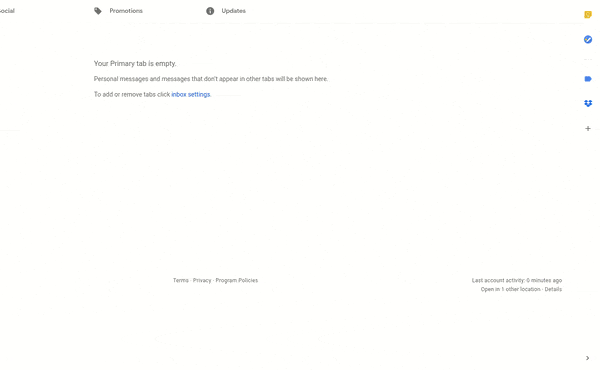 ocial Promotions Updates
Your Primary tab is empty.
Personal messages and messages that don't appear in other tabs will be shown here.
To add or remove tabs click inbox settings.
Terms · Privacy · Program Policies
Last account activity: 0 minutes ago
Open in 1 other location · Details